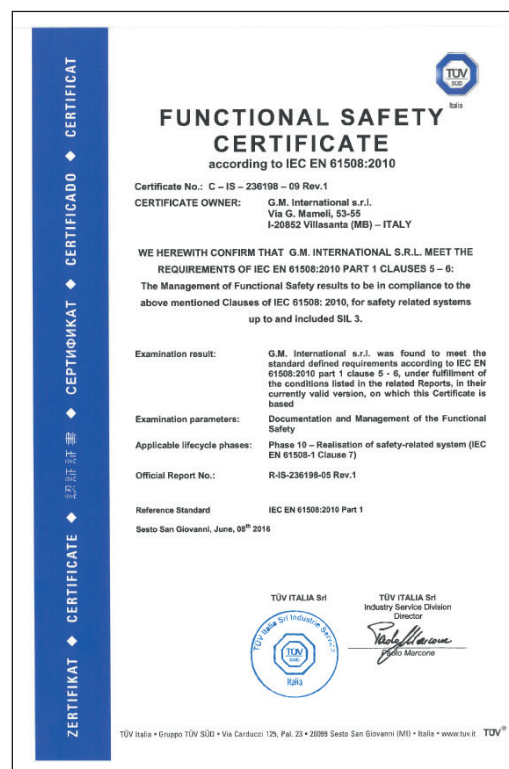 ZERTIFIKAT ◆ CERTIFICATE ◆ 認証証書 ◆ СЕРТИФИКАТ ◆ CERTIFICADO ◆ CERTIFICAT
TÜV
SÜD
Italia
FUNCTIONAL SAFETY
CERTIFICATE
according to IEC EN 61508:2010
Certificate No.: C – IS – 236198 – 09 Rev.1
CERTIFICATE OWNER: G.M. International s.r.l.
Via G. Mameli, 53-55
I-20852 Villasanta (MB) – ITALY
WE HEREWITH CONFIRM THAT G.M. INTERNATIONAL S.R.L. MEET THE
REQUIREMENTS OF IEC EN 61508:2010 PART 1 CLAUSES 5 – 6:
The Management of Functional Safety results to be in compliance to the
above mentioned Clauses of IEC 61508: 2010, for safety related systems
up to and included SIL 3.
Examination result: G.M. International s.r.l. was found to meet the
standard defined requirements according to IEC EN
61508:2010 part 1 clause 5 - 6, under fulfillment of
the conditions listed in the related Reports, in their
currently valid version, on which this Certificate is
based
Examination parameters: Documentation and Management of the Functional
Safety
Applicable lifecycle phases: Phase 10 – Realisation of safety-related system (IEC
EN 61508-1 Clause 7)
Official Report No.: R-IS-236198-05 Rev.1
Reference Standard IEC EN 61508:2010 Part 1
Sesto San Giovanni, June, 08th 2016
TÜV ITALIA Srl
TÜV Italia Srl Industrie Service
TÜV
SÜD
Italia
TÜV ITALIA Srl
Industry Service Division
Director
Paolo Marcone
Paolo Marcone
TÜV Italia • Gruppo TÜV SÜD • Via Carducci 125, Pal. 23 • 20099 Sesto San Giovanni (MI) • Italia • www.tuv.it TÜV®